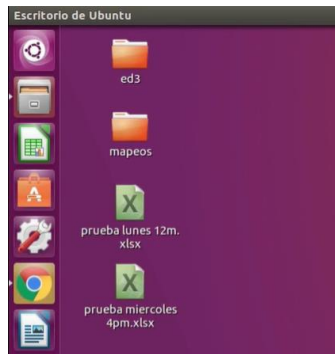 Escritorio de Ubuntu
ed3
mapeos
prueba lunes 12m.
xlsx
prueba miercoles
4pm.xlsx